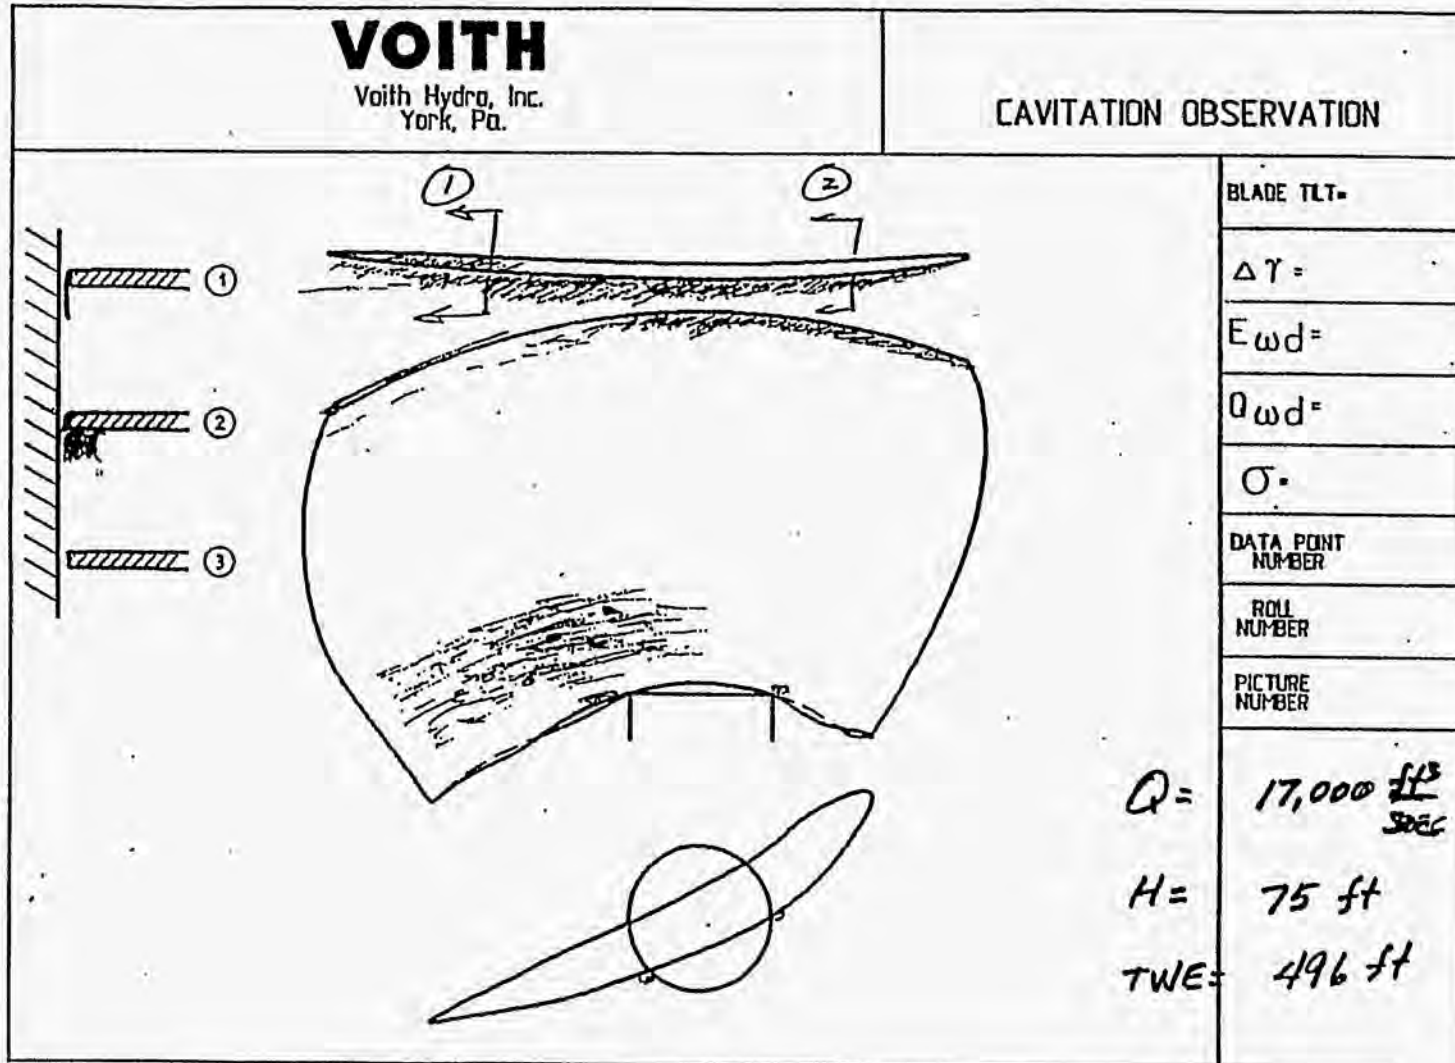 VOITH
Voith Hydro, Inc.
York, Pa.
CAVITATION OBSERVATION
① ②
①
②
③
BLADE TILT=
Δγ =
Eωd=
Qωd=
σ=
DATA POINT
NUMBER
ROLL
NUMBER
PICTURE
NUMBER
Q= 17,000 ft³
SEC
H= 75 ft
TWE= 496 ft